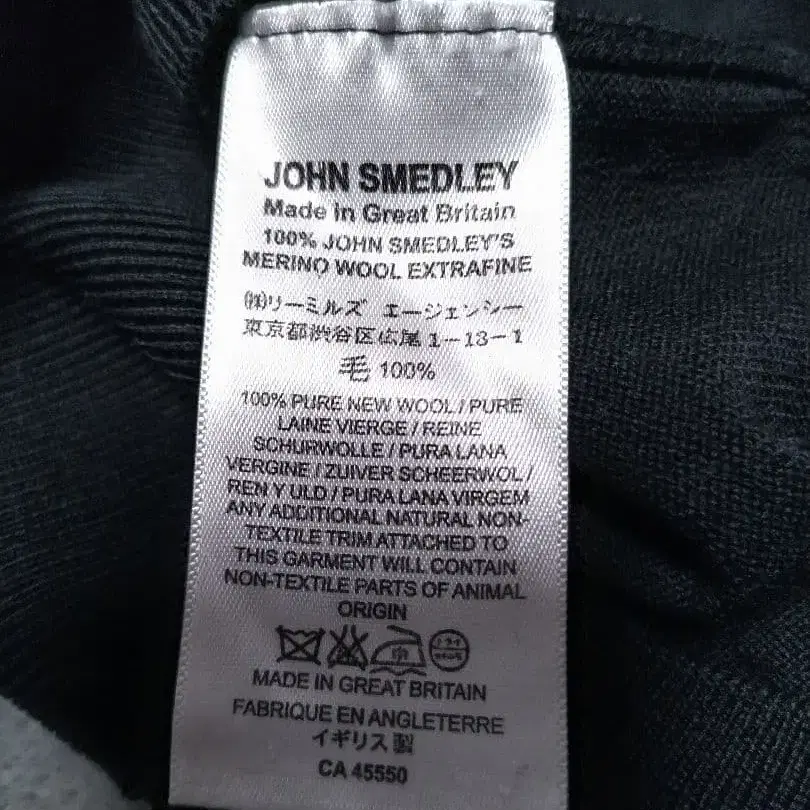 JOHN SMEDLEY
Made in Great Britain
100% JOHN SMEDLEY'S
MERINO WOOL EXTRAFINE
㈱リーミルズ エージェンシー
東京都渋谷区広尾1-13-1
毛 100%
100% PURE NEW WOOL / PURE
LAINE VIERGE / REINE
SCHURWOLLE / PURA LANA
VERGINE / ZUIVER SCHEERWOL /
REN Y ULD / PURA LANA VIRGEM
ANY ADDITIONAL NATURAL NON-
TEXTILE TRIM ATTACHED TO
THIS GARMENT WILL CONTAIN
NON-TEXTILE PARTS OF ANIMAL
ORIGIN
中 ドライ
MADE IN GREAT BRITAIN
FABRIQUE EN ANGLETERRE
イギリス製
CA 45550